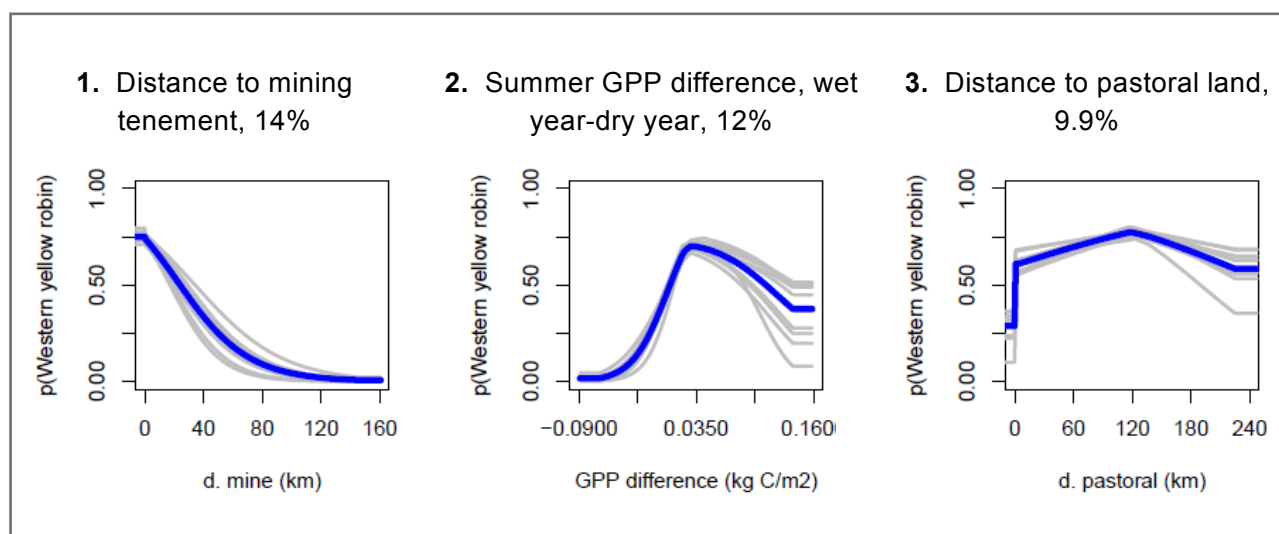 1. Distance to mining
tenement, 14%
p(Western yellow robin)
1.00
0.50
0.00
0 40 80 120 160
d. mine (km)
2. Summer GPP difference, wet
year-dry year, 12%
p(Western yellow robin)
1.00
0.50
0.00
−0.0900 0.0350 0.1600
GPP difference (kg C/m2)
3. Distance to pastoral land,
9.9%
p(Western yellow robin)
1.00
0.50
0.00
0 60 120 180 240
d. pastoral (km)